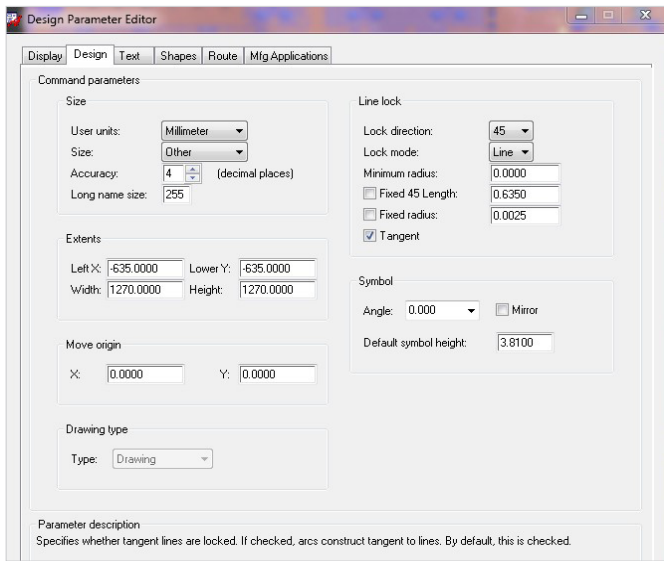 Design Parameter Editor
Display Design Text Shapes Route Mfg Applications
Command parameters
Size
User units: Millimeter
Size: Other
Accuracy: 4 (decimal places)
Long name size: 255
Extents
Left X: -635.0000 Lower Y: -635.0000
Width: 1270.0000 Height: 1270.0000
Move origin
X: 0.0000 Y: 0.0000
Drawing type
Type: Drawing
Line lock
Lock direction: 45
Lock mode: Line
Minimum radius: 0.0000
Fixed 45 Length: 0.6350
Fixed radius: 0.0025
Tangent
Symbol
Angle: 0.000 Mirror
Default symbol height: 3.8100
Parameter description
Specifies whether tangent lines are locked. If checked, arcs construct tangent to lines. By default, this is checked.